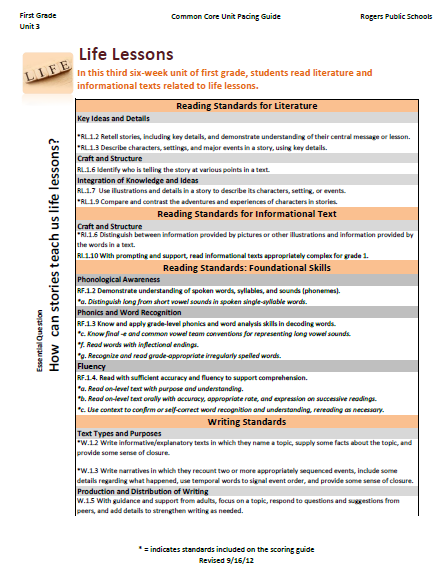 First Grade Common Core Unit Pacing Guide Rogers Public Schools
Unit 3
LIFE
Life Lessons
In this third six-week unit of first grade, students read literature and
informational texts related to life lessons.
Essential Question
How can stories teach us life lessons?
Reading Standards for Literature
Key Ideas and Details
*RL.1.2 Retell stories, including key details, and demonstrate understanding of their central message or lesson.
*RL.1.3 Describe characters, settings, and major events in a story, using key details.
Craft and Structure
RL.1.6 Identify who is telling the story at various points in a text.
Integration of Knowledge and Ideas
*RL.1.7 Use illustrations and details in a story to describe its characters, setting, or events.
*RL.1.9 Compare and contrast the adventures and experiences of characters in stories.
Reading Standards for Informational Text
Craft and Structure
*RI.1.6 Distinguish between information provided by pictures or other illustrations and information provided by
the words in a text.
RI.1.10 With prompting and support, read informational texts appropriately complex for grade 1.
Reading Standards: Foundational Skills
Phonological Awareness
RF.1.2 Demonstrate understanding of spoken words, syllables, and sounds (phonemes).
*a. Distinguish long from short vowel sounds in spoken single-syllable words.
Phonics and Word Recognition
RF.1.3 Know and apply grade-level phonics and word analysis skills in decoding words.
*c. Know final -e and common vowel team conventions for representing long vowel sounds.
*f. Read words with inflectional endings.
*g. Recognize and read grade-appropriate irregularly spelled words.
Fluency
RF.1.4. Read with sufficient accuracy and fluency to support comprehension.
*a. Read on-level text with purpose and understanding.
*b. Read on-level text orally with accuracy, appropriate rate, and expression on successive readings.
*c. Use context to confirm or self-correct word recognition and understanding, rereading as necessary.
Writing Standards
Text Types and Purposes
*W.1.2 Write informative/explanatory texts in which they name a topic, supply some facts about the topic, and
provide some sense of closure.
*W.1.3 Write narratives in which they recount two or more appropriately sequenced events, include some
details regarding what happened, use temporal words to signal event order, and provide some sense of closure.
Production and Distribution of Writing
W.1.5 With guidance and support from adults, focus on a topic, respond to questions and suggestions from
peers, and add details to strengthen writing as needed.
* = indicates standards included on the scoring guide
Revised 9/16/12